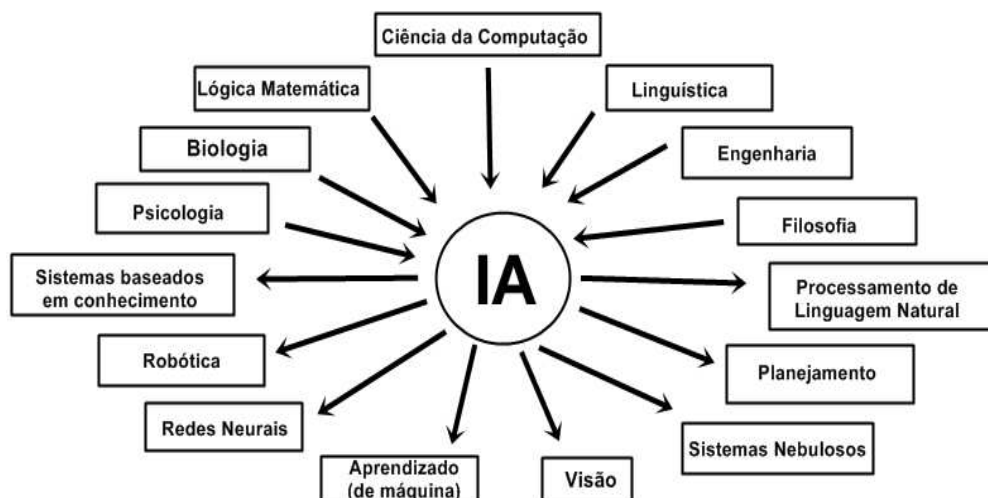 Ciência da Computação
Lógica Matemática
Linguística
Biologia
Engenharia
Psicologia
Filosofia
IA
Sistemas baseados
em conhecimento
Processamento de
Linguagem Natural
Robótica
Planejamento
Redes Neurais
Sistemas Nebulosos
Aprendizado
(de máquina)
Visão